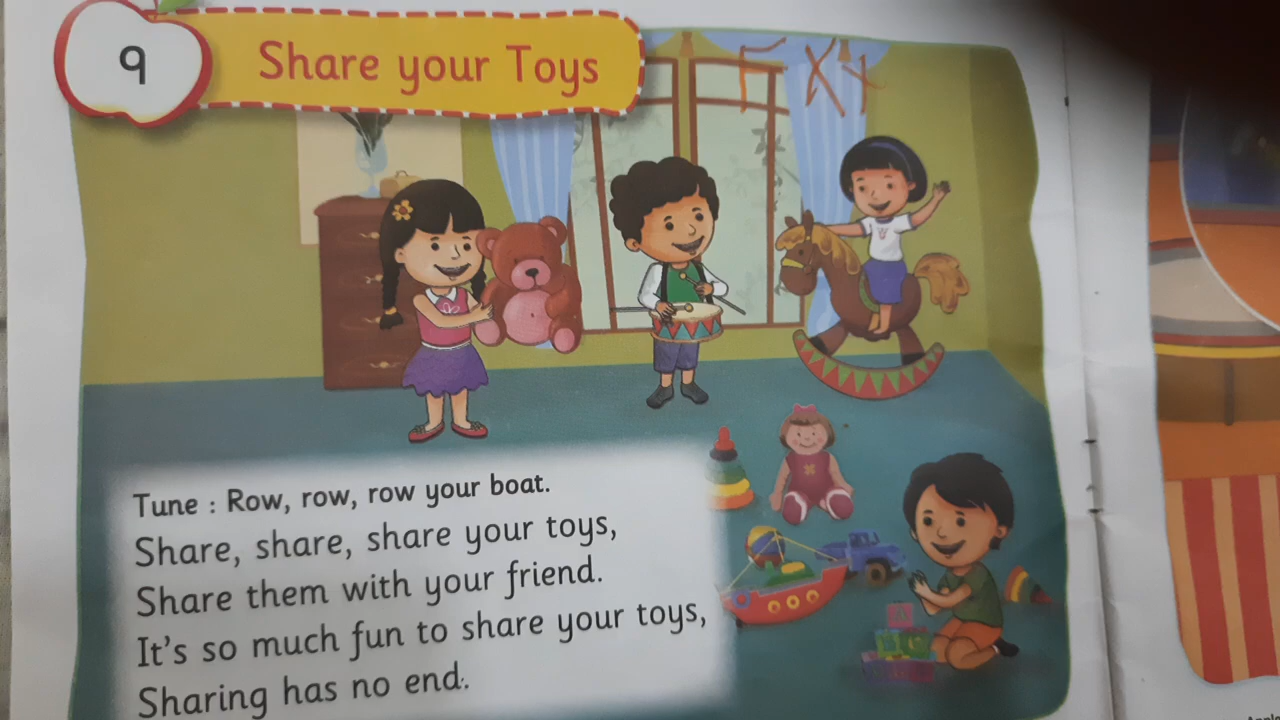 9
Share your Toys
Tune : Row, row, row your boat.
Share, share, share your toys,
Share them with your friend.
It's so much fun to share your toys,
Sharing has no end.